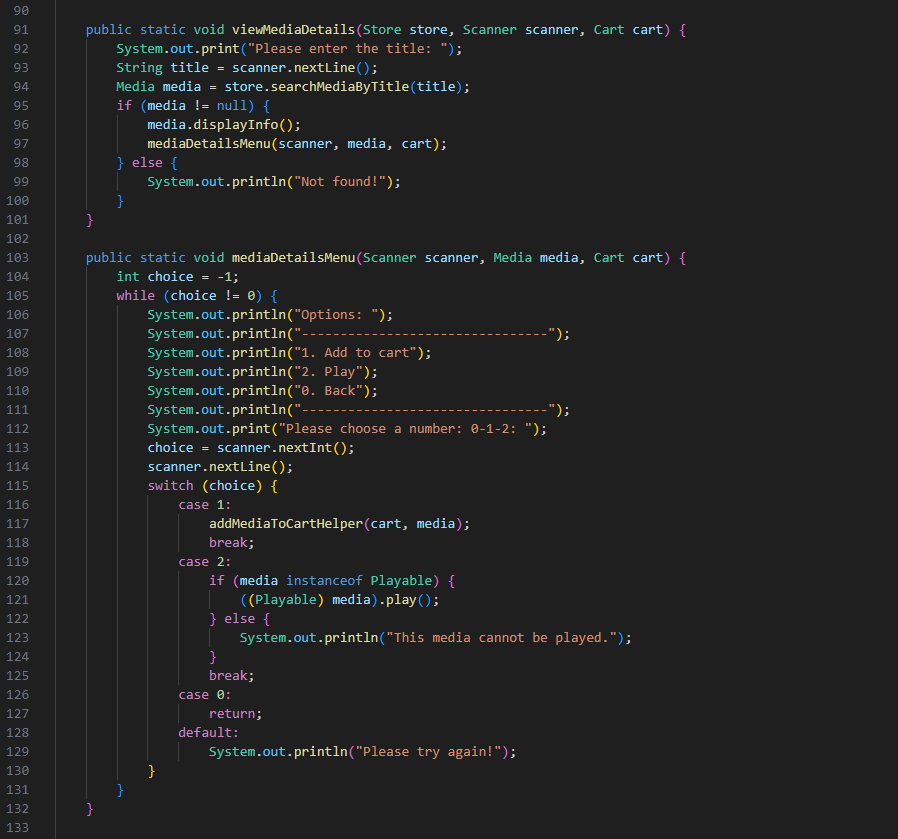 90
91 public static void viewMediaDetails(Store store, Scanner scanner, Cart cart) {
92 System.out.print("Please enter the title: ");
93 String title = scanner.nextLine();
94 Media media = store.searchMediaByTitle(title);
95 if (media != null) {
96 media.displayInfo();
97 mediaDetailsMenu(scanner, media, cart);
98 } else {
99 System.out.println("Not found!");
100 }
101 }
102
103 public static void mediaDetailsMenu(Scanner scanner, Media media, Cart cart) {
104 int choice = -1;
105 while (choice != 0) {
106 System.out.println("Options: ");
107 System.out.println("--------------------------------");
108 System.out.println("1. Add to cart");
109 System.out.println("2. Play");
110 System.out.println("0. Back");
111 System.out.println("--------------------------------");
112 System.out.print("Please choose a number: 0-1-2: ");
113 choice = scanner.nextInt();
114 scanner.nextLine();
115 switch (choice) {
116 case 1:
117 addMediaToCartHelper(cart, media);
118 break;
119 case 2:
120 if (media instanceof Playable) {
121 ((Playable) media).play();
122 } else {
123 System.out.println("This media cannot be played.");
124 }
125 break;
126 case 0:
127 return;
128 default:
129 System.out.println("Please try again!");
130 }
131 }
132 }
133